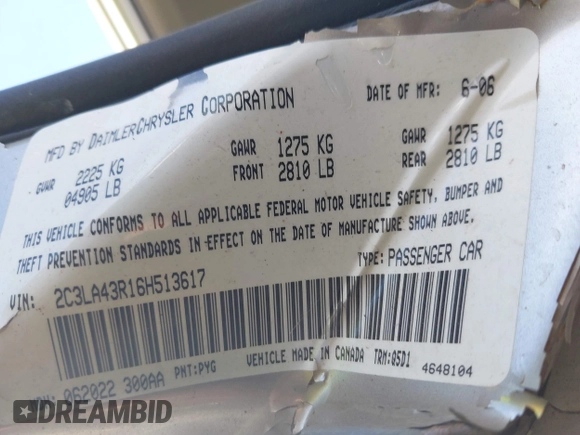 MFD BY DAIMLERCHRYSLER CORPORATION
DATE OF MFR: 6-06
GVWR 2225 KG
04905 LB
GAWR FRONT 1275 KG
2810 LB
GAWR REAR 1275 KG
2810 LB
THIS VEHICLE CONFORMS TO ALL APPLICABLE FEDERAL MOTOR VEHICLE SAFETY, BUMPER AND
THEFT PREVENTION STANDARDS IN EFFECT ON THE DATE OF MANUFACTURE SHOWN ABOVE.
VIN: 2C3LA43R16H513617
TYPE: PASSENGER CAR
062022 300AA PNT: PYG VEHICLE MADE IN CANADA TRM: Q5D1
4648104
DREAMBID